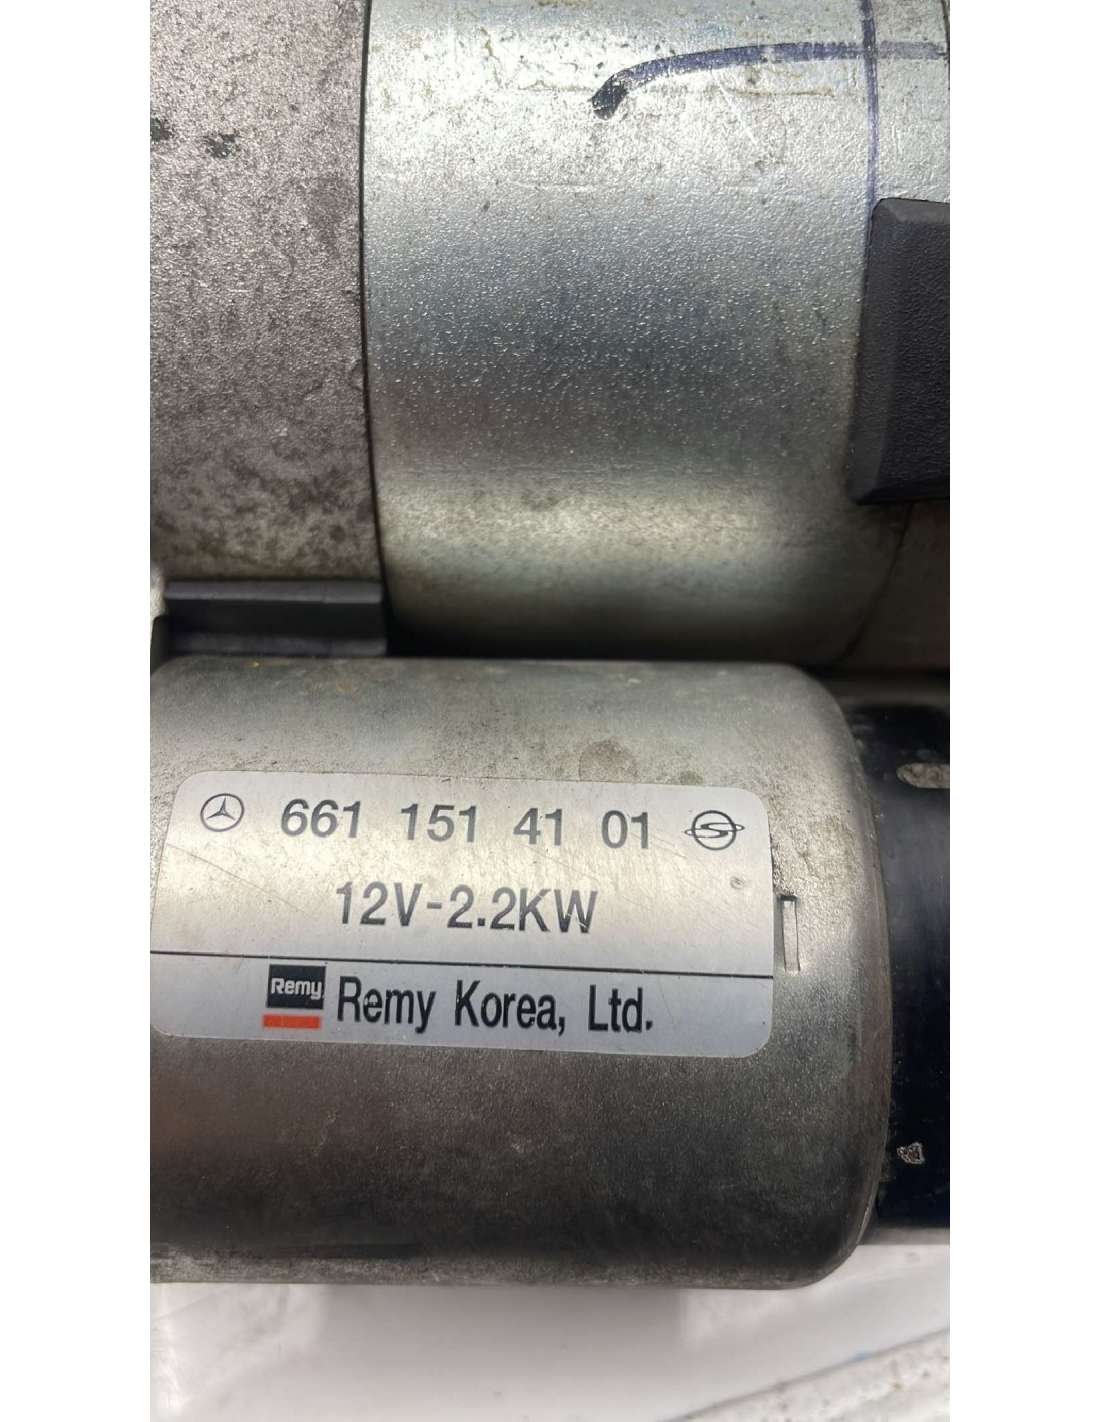 661 151 41 01
12V-2.2KW
Remy Remy Korea, Ltd.